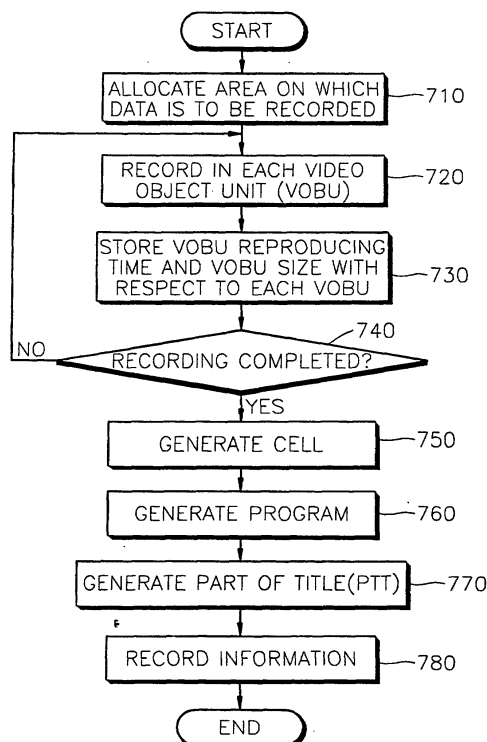 START
ALLOCATE AREA ON WHICH
DATA IS TO BE RECORDED
710
RECORD IN EACH VIDEO
OBJECT UNIT (VOBU)
720
STORE VOBU REPRODUCING
TIME AND VOBU SIZE WITH
RESPECT TO EACH VOBU
730
740
NO
RECORDING COMPLETED?
YES
GENERATE CELL
750
GENERATE PROGRAM
760
GENERATE PART OF TITLE(PTT)
770
RECORD INFORMATION
780
END